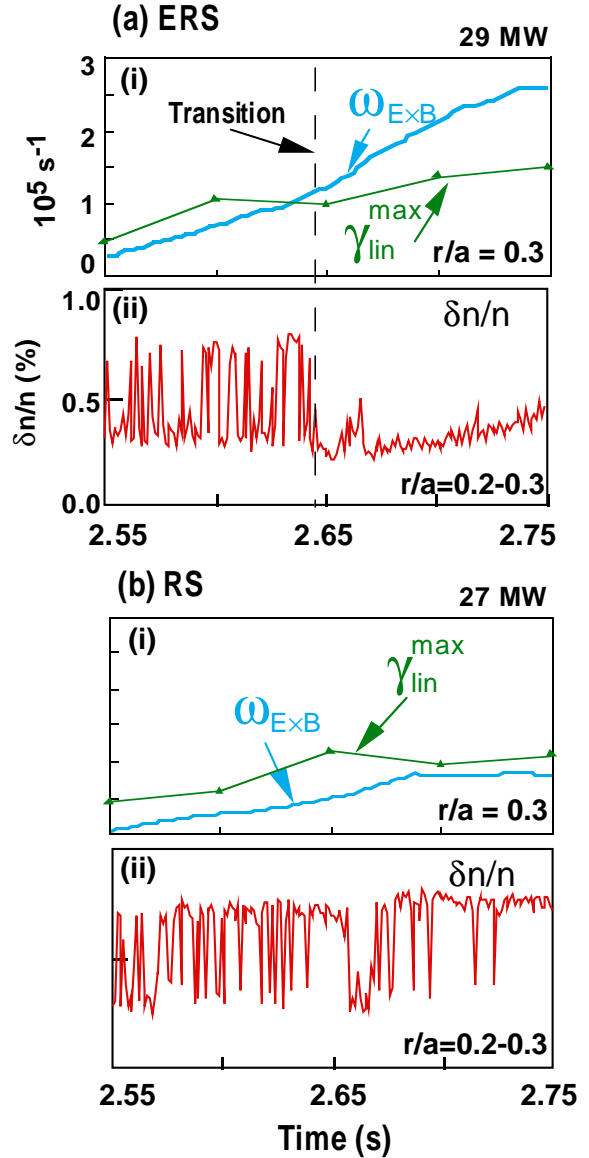 (a) ERS
29 MW
(i)
3
Transition
ωE×B
2
10⁵ s⁻¹
1
γlin^max
r/a = 0.3
0
1.0
(ii)
δn/n
δn/n (%)
0.5
r/a=0.2-0.3
0.0
2.55
2.65
2.75
(b) RS
27 MW
(i)
γlin^max
ωE×B
r/a = 0.3
(ii)
δn/n
r/a=0.2-0.3
2.55
2.65
2.75
Time (s)